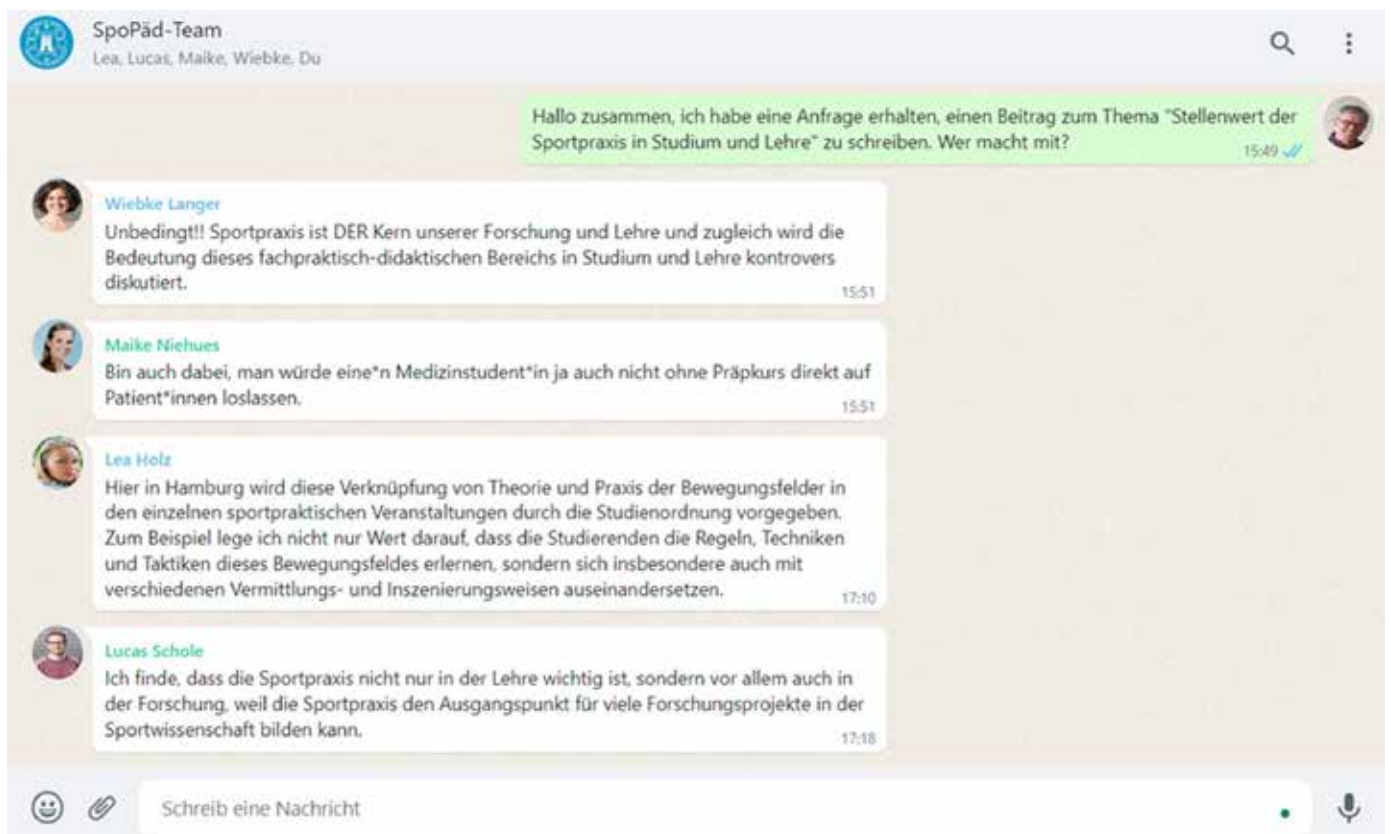 SpoPäd-Team
Lea, Lucas, Maike, Wiebke, Du
Hallo zusammen, ich habe eine Anfrage erhalten, einen Beitrag zum Thema "Stellenwert der
Sportpraxis in Studium und Lehre" zu schreiben. Wer macht mit?
15:49
Wiebke Langer
Unbedingt!! Sportpraxis ist DER Kern unserer Forschung und Lehre und zugleich wird die
Bedeutung dieses fachpraktisch-didaktischen Bereichs in Studium und Lehre kontrovers
diskutiert.
15:51
Maike Niehues
Bin auch dabei, man würde eine*n Medizinstudent*in ja auch nicht ohne Präpkurs direkt auf
Patient*innen loslassen.
15:51
Lea Holz
Hier in Hamburg wird diese Verknüpfung von Theorie und Praxis der Bewegungsfelder in
den einzelnen sportpraktischen Veranstaltungen durch die Studienordnung vorgegeben.
Zum Beispiel lege ich nicht nur Wert darauf, dass die Studierenden die Regeln, Techniken
und Taktiken dieses Bewegungsfeldes erlernen, sondern sich insbesondere auch mit
verschiedenen Vermittlungs- und Inszenierungsweisen auseinandersetzen.
17:10
Lucas Schole
Ich finde, dass die Sportpraxis nicht nur in der Lehre wichtig ist, sondern vor allem auch in
der Forschung, weil die Sportpraxis den Ausgangspunkt für viele Forschungsprojekte in der
Sportwissenschaft bilden kann.
17:18
Schreib eine Nachricht